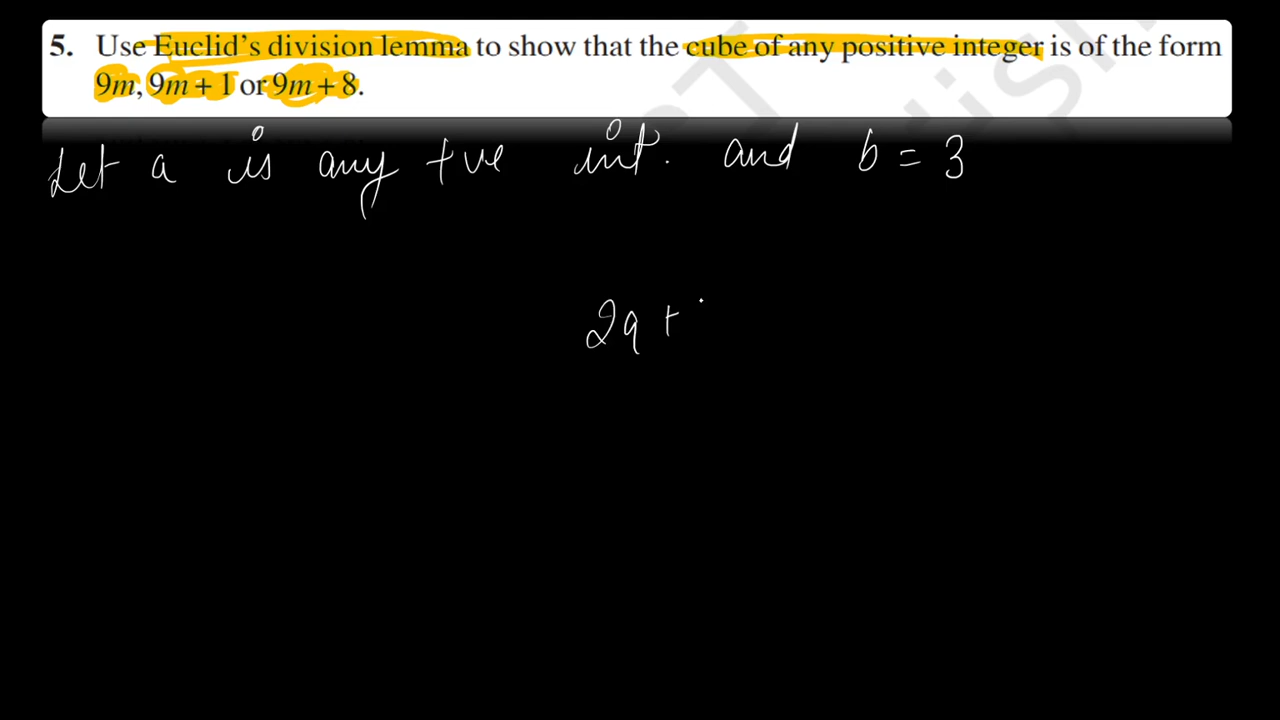 5. Use Euclid's division lemma to show that the cube of any positive integer is of the form
9m, 9m + 1 or 9m + 8.
Let a is any +ve int. and b = 3
2q +